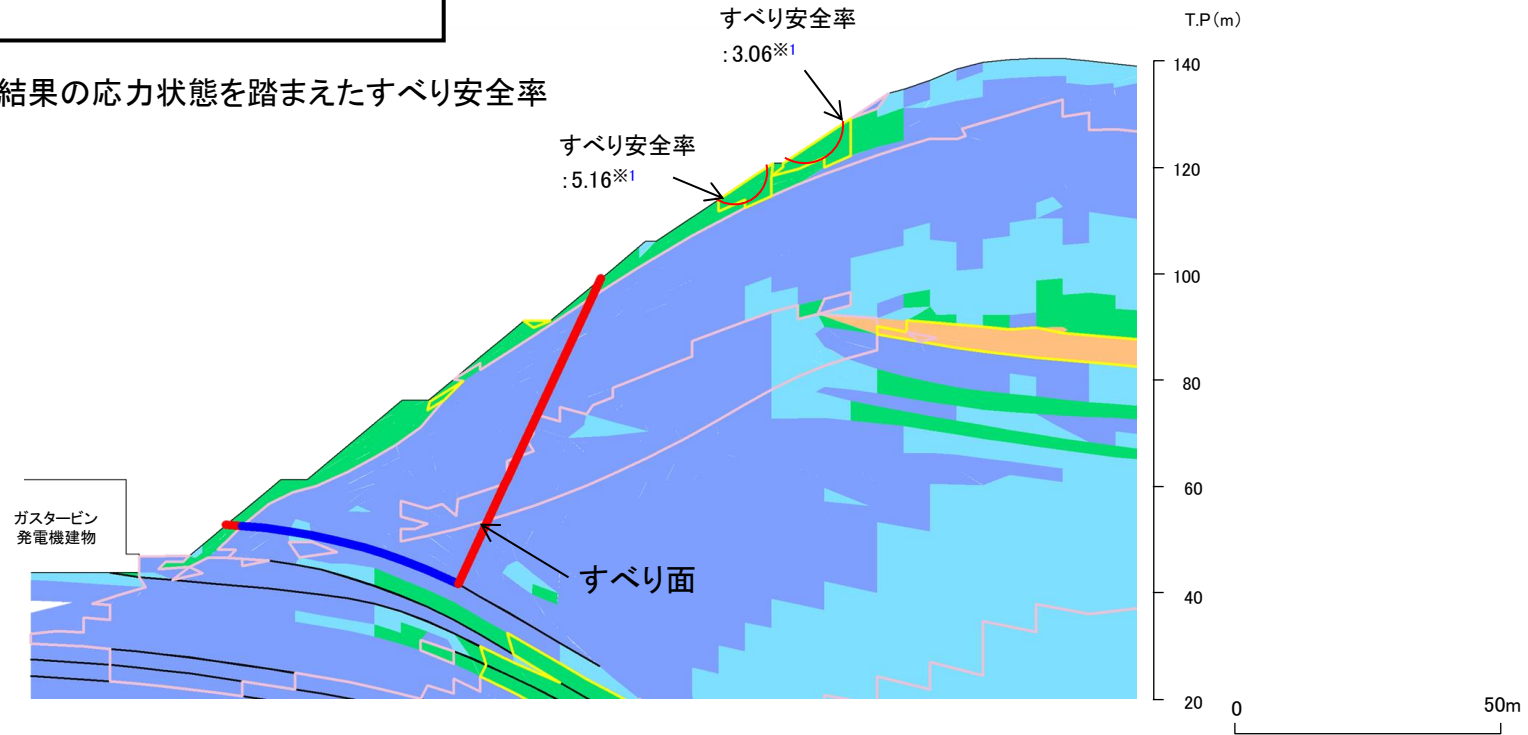 すべり安全率
:3.06※1
T.P(m)
結果の応力状態を踏まえたすべり安全率
すべり安全率
:5.16※1
140
120
100
80
60
40
20
ガスタービン
発電機建物
すべり面
0
50m